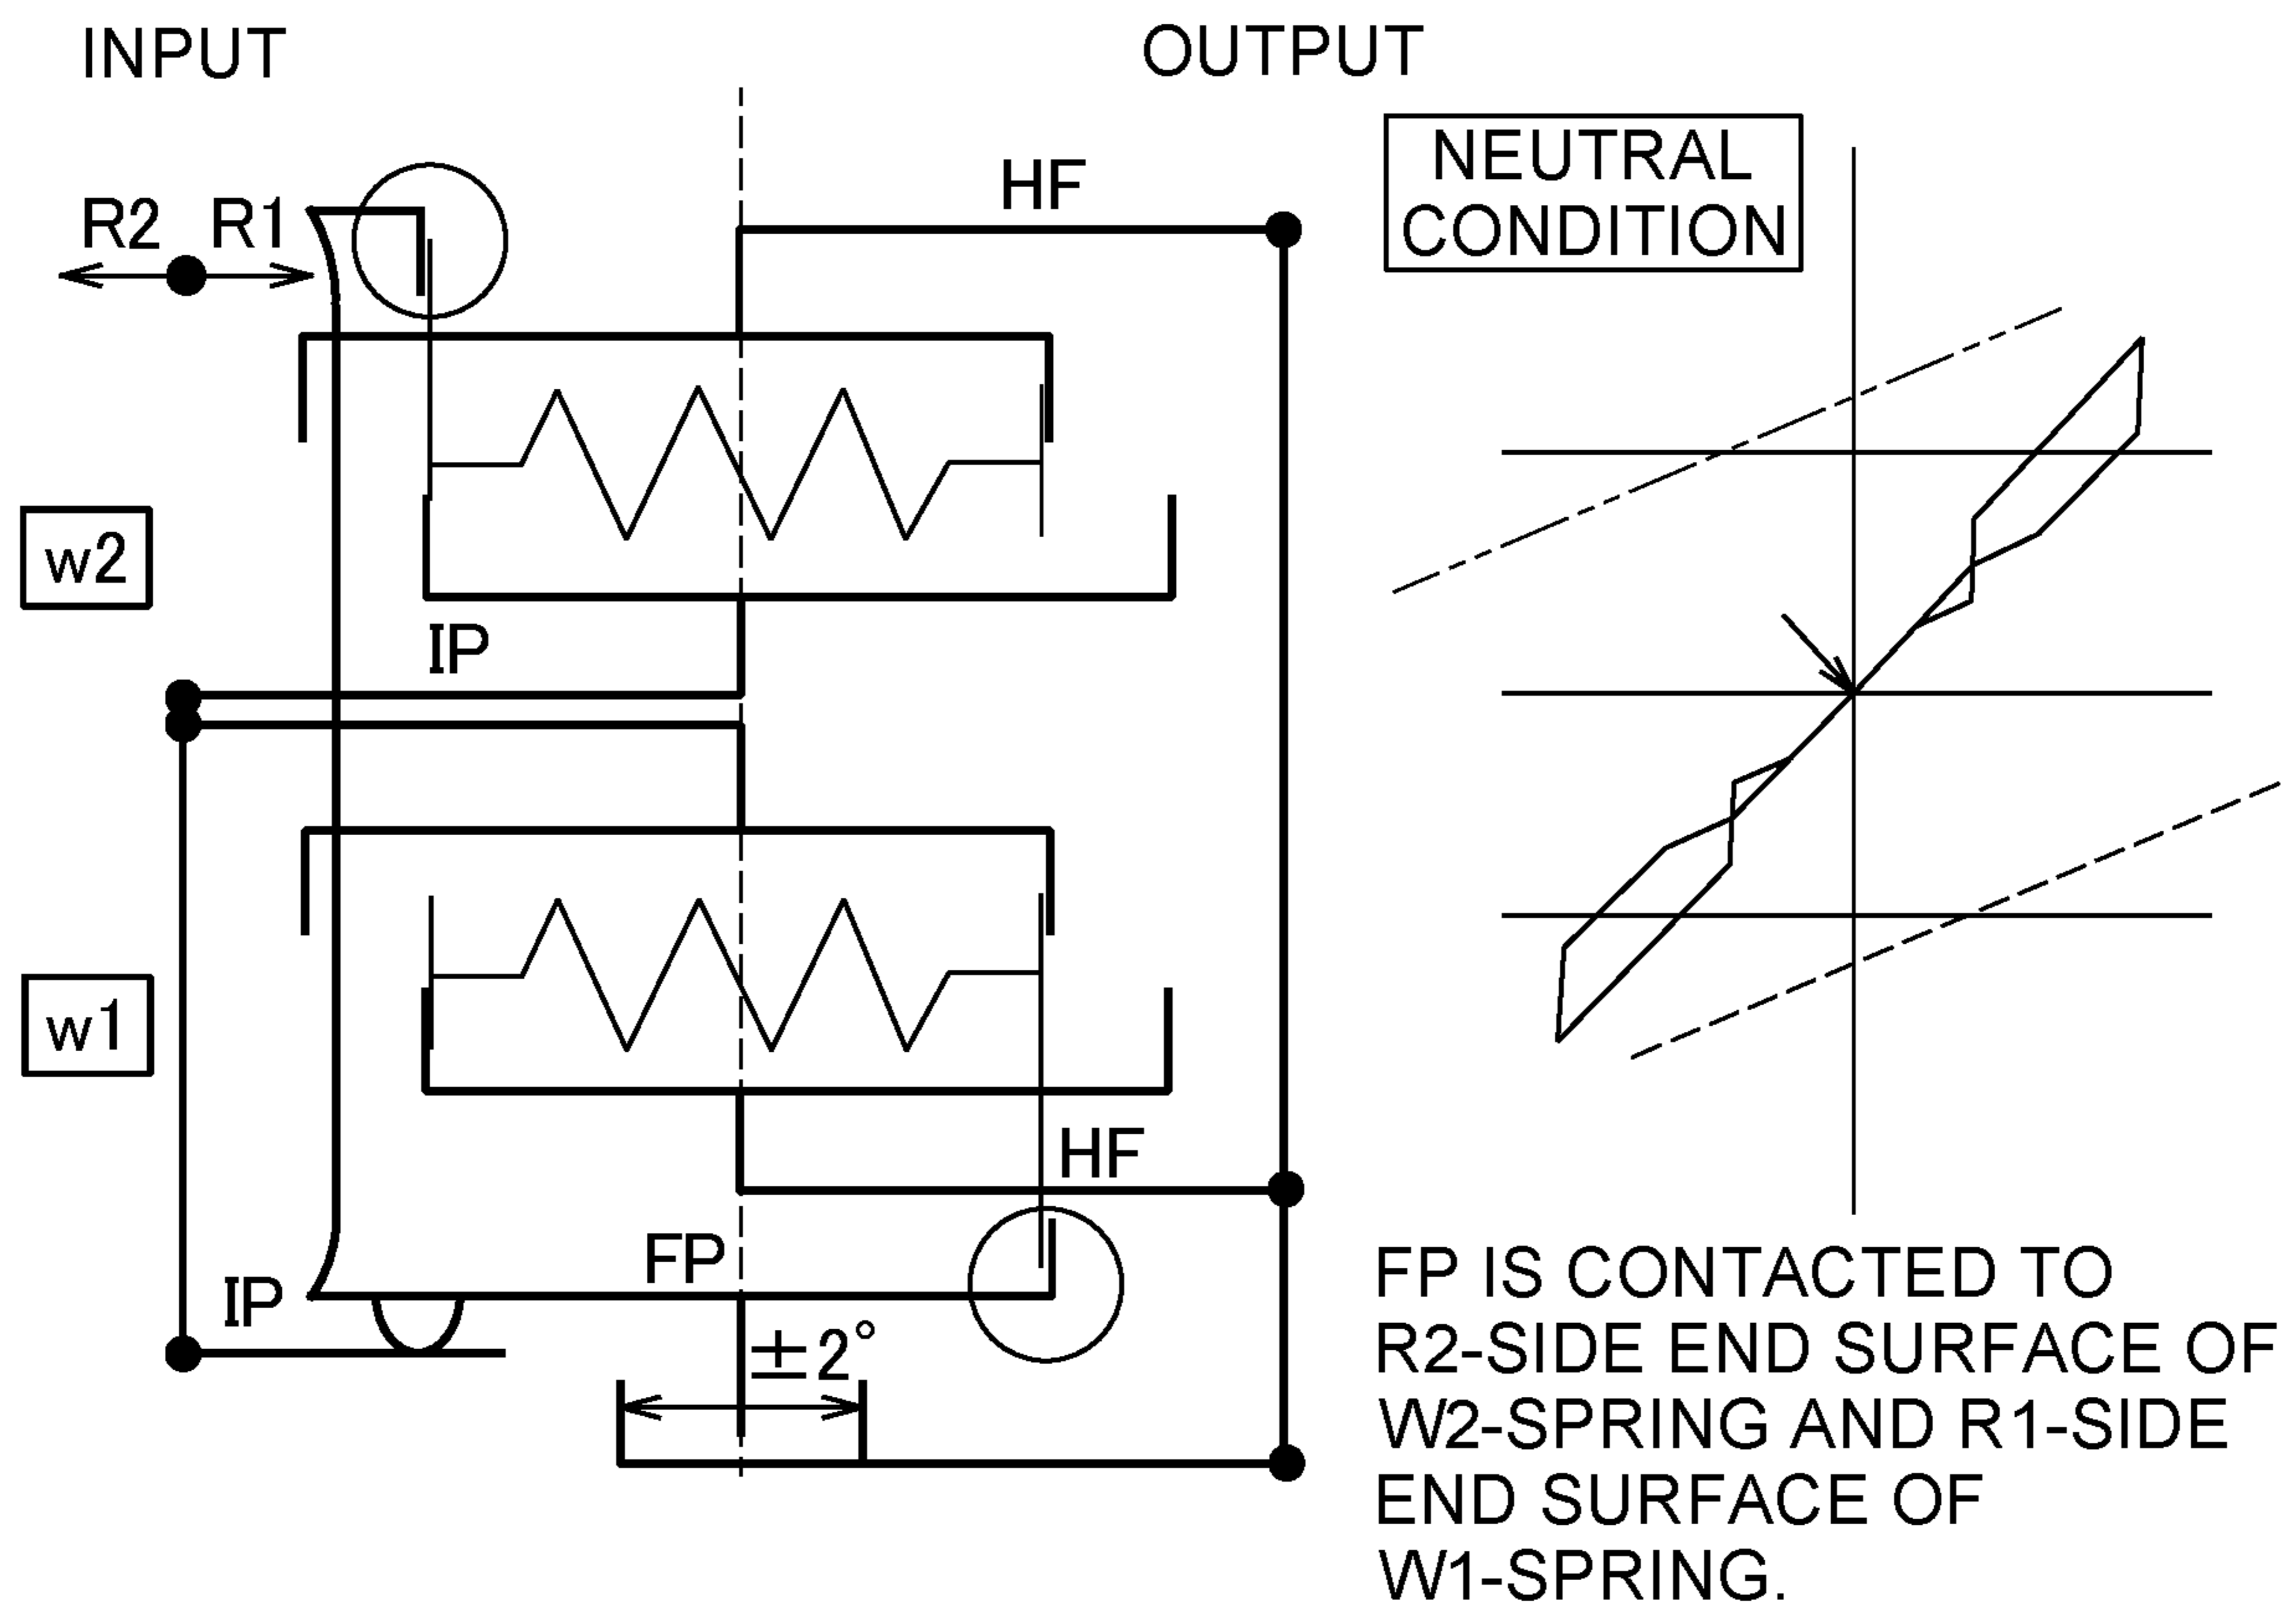 INPUT
OUTPUT
NEUTRAL
CONDITION
HF
R2 R1
w2
IP
w1
HF
FP
IP
±2°
FP IS CONTACTED TO
R2-SIDE END SURFACE OF
W2-SPRING AND R1-SIDE
END SURFACE OF
W1-SPRING.